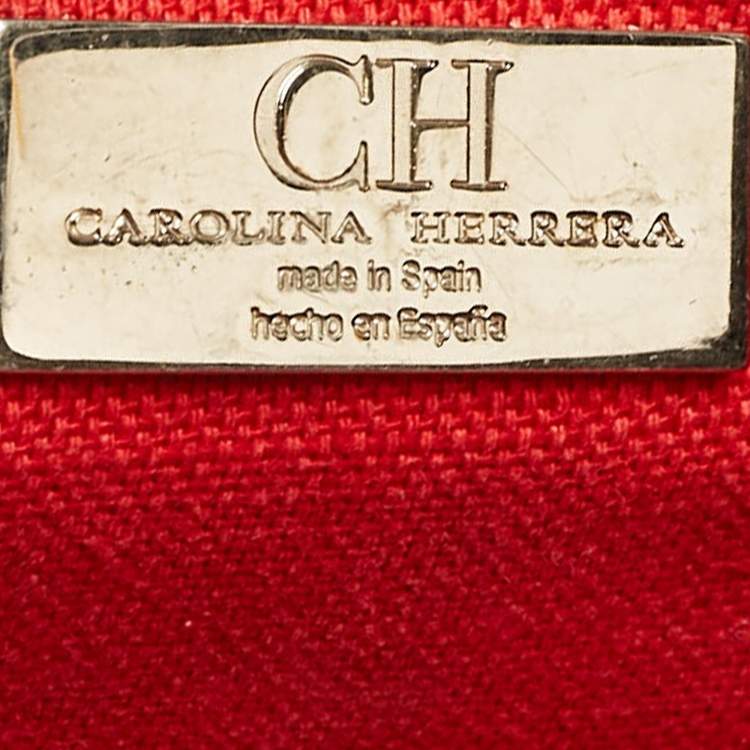 CH
CAROLINA HERRERA
made in Spain
hecho en España